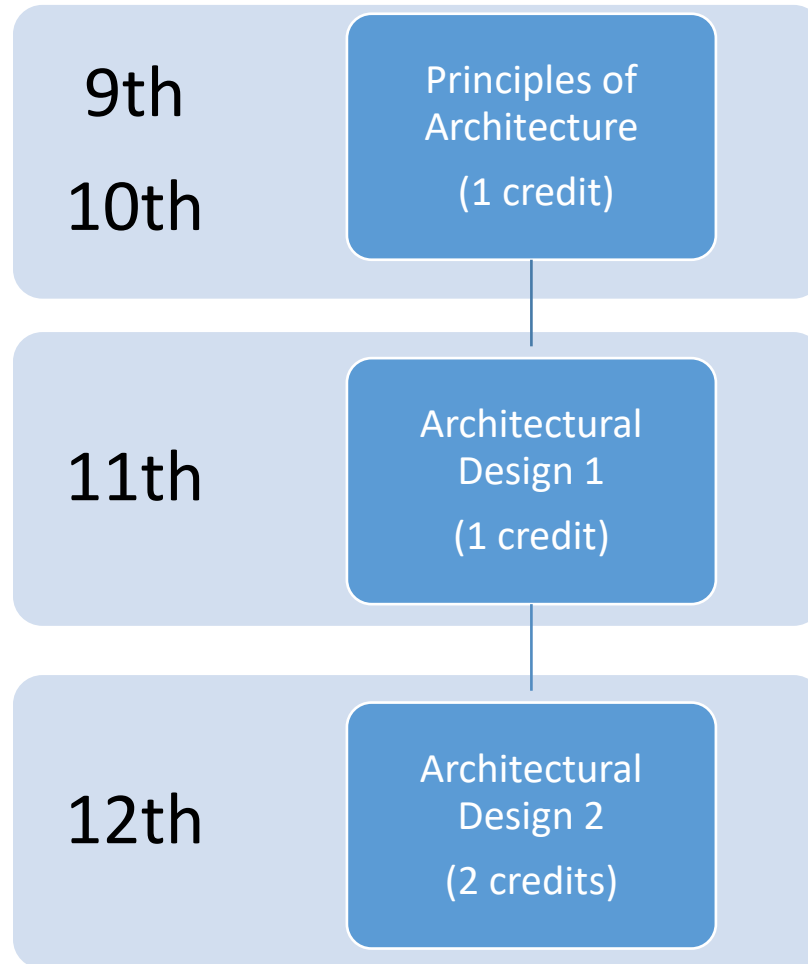 9th
10th
Principles of
Architecture
(1 credit)
11th
Architectural
Design 1
(1 credit)
12th
Architectural
Design 2
(2 credits)